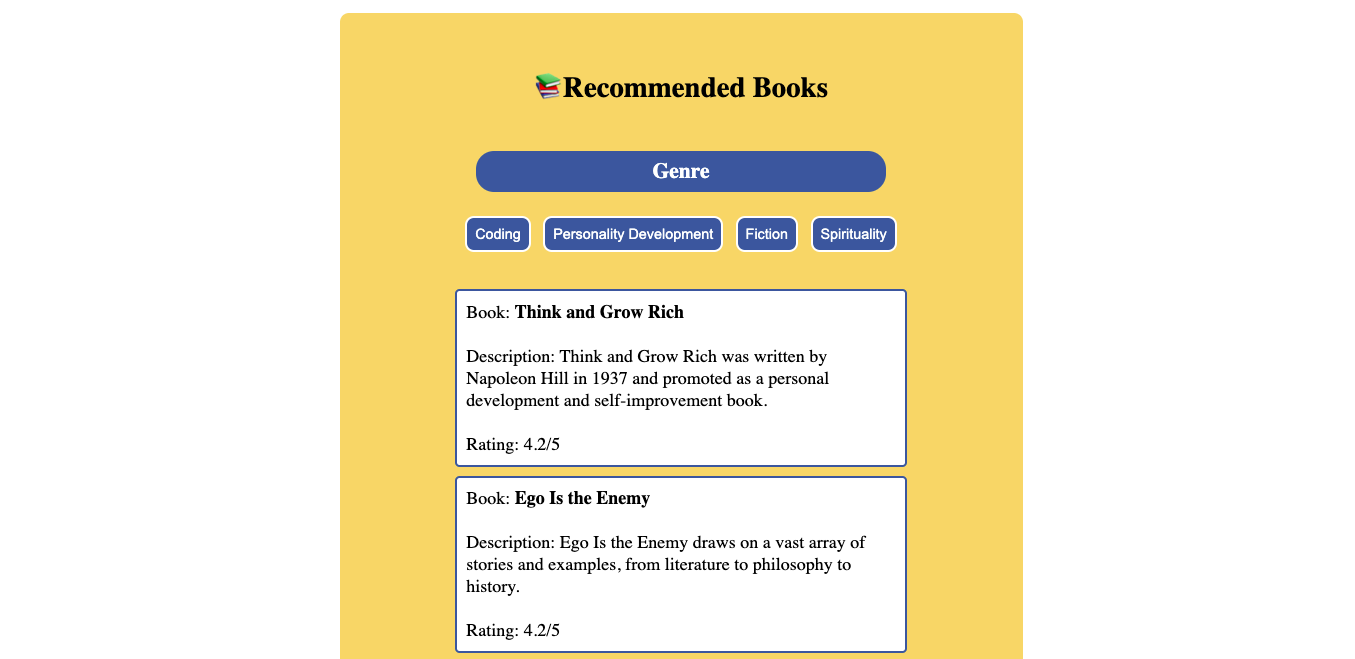 📚Recommended Books
Genre
Coding
Personality Development
Fiction
Spirituality
Book: Think and Grow Rich
Description: Think and Grow Rich was written by
Napoleon Hill in 1937 and promoted as a personal
development and self-improvement book.
Rating: 4.2/5
Book: Ego Is the Enemy
Description: Ego Is the Enemy draws on a vast array of
stories and examples, from literature to philosophy to
history.
Rating: 4.2/5